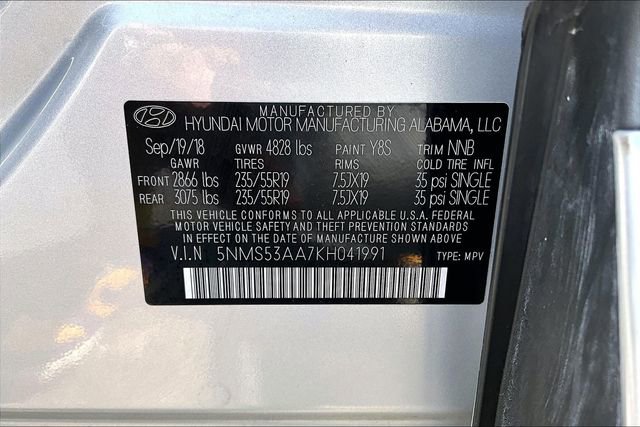 MANUFACTURED BY
HYUNDAI MOTOR MANUFACTURING ALABAMA, LLC
Sep/19/18 GVWR 4828 lbs PAINT Y8S TRIM NNB
GAWR TIRES RIMS COLD TIRE INFL
FRONT 2866 lbs 235/55R19 7.5JX19 35 psi SINGLE
REAR 3075 lbs 235/55R19 7.5JX19 35 psi SINGLE
THIS VEHICLE CONFORMS TO ALL APPLICABLE U.S.A. FEDERAL
MOTOR VEHICLE SAFETY AND THEFT PREVENTION STANDARDS
IN EFFECT ON THE DATE OF MANUFACTURE SHOWN ABOVE.
V.I.N 5NMS53AA7KH041991 TYPE: MPV